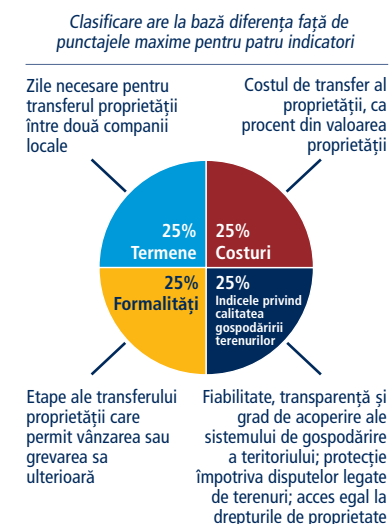 Clasificare are la bază diferența față de
punctajele maxime pentru patru indicatori
Zile necesare pentru
transferul proprietății
între două companii
locale
Costul de transfer al
proprietății, ca
procent din valoarea
proprietății
25%
Termene
25%
Costuri
25%
Formalități
25%
Indicele privind
calitatea
gospodăririi
terenurilor
Etape ale transferului
proprietății care
permit vânzarea sau
grevarea sa
ulterioară
Fiabilitate, transparență și
grad de acoperire ale
sistemului de gospodărire
a teritoriului; protecție
împotriva disputelor legate
de terenuri; acces egal la
drepturile de proprietate